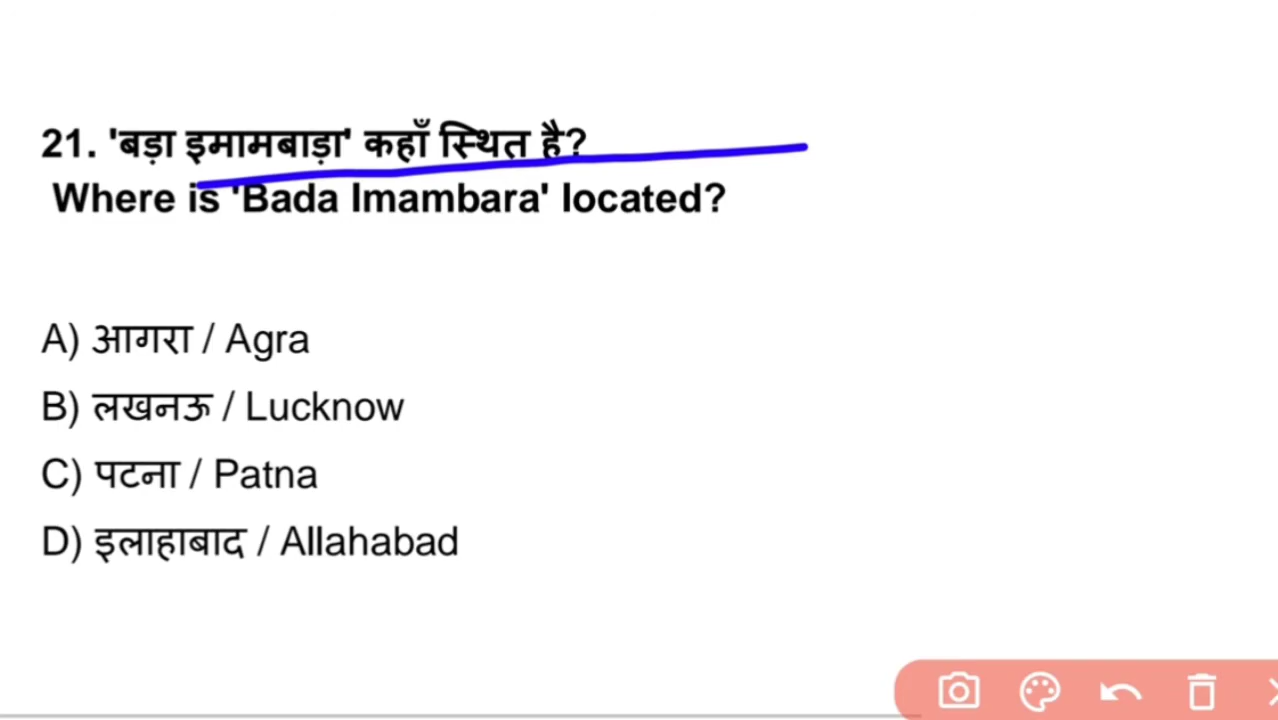 21. 'बड़ा इमामबाड़ा' कहाँ स्थित है?
Where is 'Bada Imambara' located?
A) आगरा / Agra
B) लखनऊ / Lucknow
C) पटना / Patna
D) इलाहाबाद / Allahabad